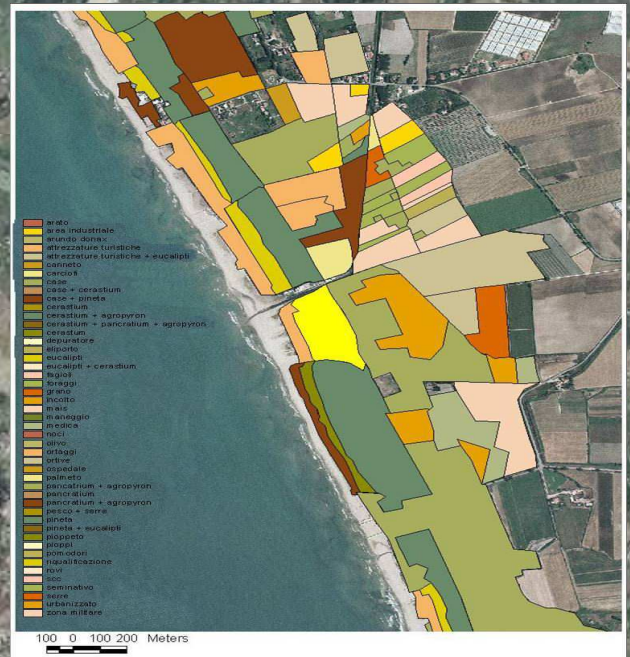 arato
area industriale
arundo donax
attrezzature turistiche
attrezzature turistiche + eucalipti
canneto
carciofi
case
case + cerastium
case + pineta
cerastium
cerastium + agropyron
cerastium + pancratium + agropyron
cerastum
depuratore
eliporto
eucalipti
eucalipti + cerastium
fagioli
foraggi
grano
incolto
mais
maneggio
medica
noci
olivo
ortaggi
ortive
ospedale
palmeto
pancatrium + agropyron
pancratium
pancratium + agropyron
pesco + serre
pineta
pineta + eucalipti
pioppeto
pioppi
pomodori
riqualificazione
rovi
scc
seminativo
serre
urbanizzato
zona militare
100 0 100 200 Meters